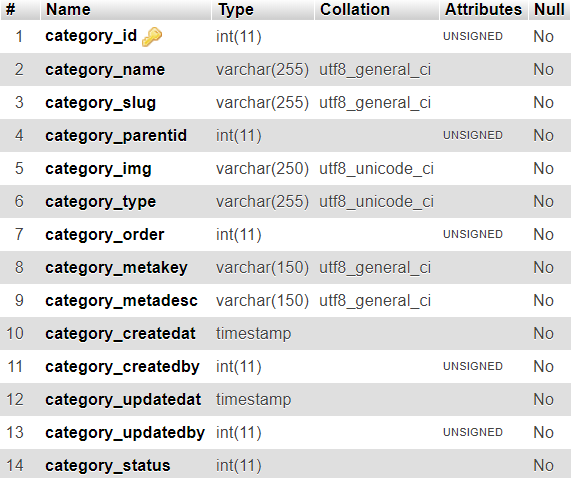 # Name Type Collation Attributes Null
1 category_id int(11) UNSIGNED No
2 category_name varchar(255) utf8_general_ci No
3 category_slug varchar(255) utf8_general_ci No
4 category_parentid int(11) UNSIGNED No
5 category_img varchar(250) utf8_unicode_ci No
6 category_type varchar(255) utf8_unicode_ci No
7 category_order int(11) UNSIGNED No
8 category_metakey varchar(150) utf8_general_ci No
9 category_metadesc varchar(150) utf8_general_ci No
10 category_createdat timestamp No
11 category_createdby int(11) UNSIGNED No
12 category_updatedat timestamp No
13 category_updatedby int(11) UNSIGNED No
14 category_status int(11) No